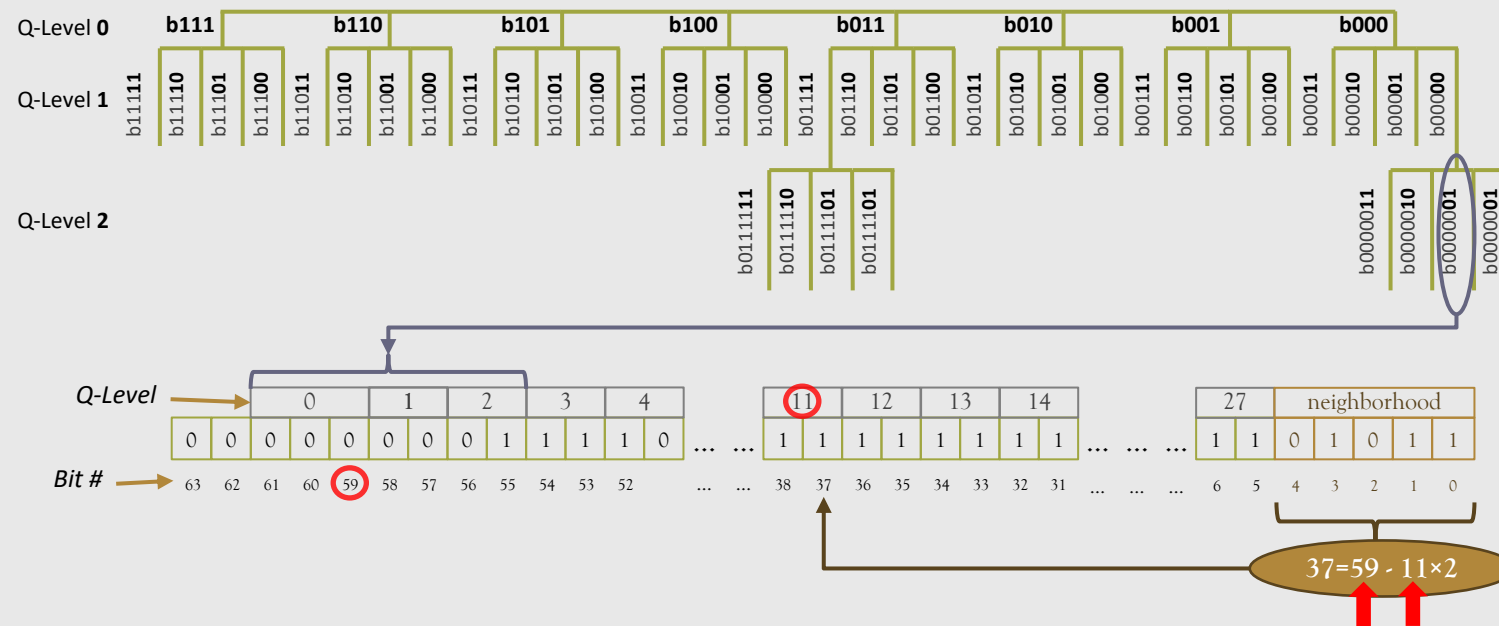 Q-Level 0 b111 b110 b101 b100 b011 b010 b001 b000
Q-Level 1 b11111 b11110 b11101 b11100 b11011 b11010 b11001 b11000 b10111 b10110 b10101 b10100 b10011 b10010 b10001 b10000 b01111 b01110 b01101 b01100 b01011 b01010 b01001 b01000 b00111 b00110 b00101 b00100 b00011 b00010 b00001 b00000
Q-Level 2 b0111111 b0111110 b0111101 b0111101 b0000011 b0000010 b0000001 b0000001
Q-Level 0 1 2 3 4 11 12 13 14 27 neighborhood
0 0 0 0 0 0 0 0 1 1 1 1 0 ... ... 1 1 1 1 1 1 1 1 ... ... ... 1 1 0 1 0 1 1
Bit # 63 62 61 60 59 58 57 56 55 54 53 52 ... ... 38 37 36 35 34 33 32 31 ... ... ... 6 5 4 3 2 1 0
37=59 - 11×2